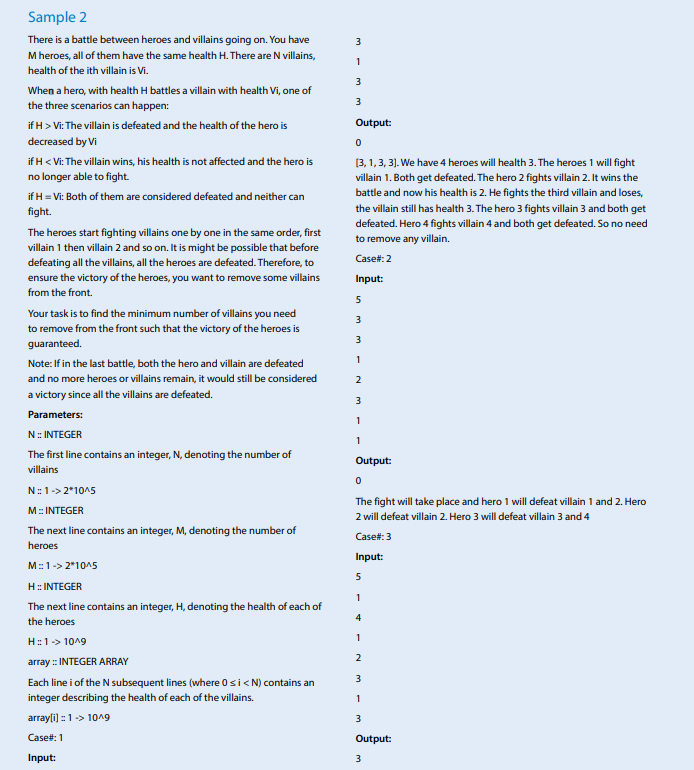 Sample 2
There is a battle between heroes and villains going on. You have
M heroes, all of them have the same health H. There are N villains,
health of the ith villain is Vi.
When a hero, with health H battles a villain with health Vi, one of
the three scenarios can happen:
if H > Vi: The villain is defeated and the health of the hero is
decreased by Vi
if H < Vi: The villain wins, his health is not affected and the hero is
no longer able to fight.
if H = Vi: Both of them are considered defeated and neither can
fight.
The heroes start fighting villains one by one in the same order, first
villain 1 then villain 2 and so on. It is might be possible that before
defeating all the villains, all the heroes are defeated. Therefore, to
ensure the victory of the heroes, you want to remove some villains
from the front.
Your task is to find the minimum number of villains you need
to remove from the front such that the victory of the heroes is
guaranteed.
Note: If in the last battle, both the hero and villain are defeated
and no more heroes or villains remain, it would still be considered
a victory since all the villains are defeated.
Parameters:
N :: INTEGER
The first line contains an integer, N, denoting the number of
villains
N :: 1 -> 2*10^5
M :: INTEGER
The next line contains an integer, M, denoting the number of
heroes
M :: 1 -> 2*10^5
H :: INTEGER
The next line contains an integer, H, denoting the health of each of
the heroes
H :: 1 -> 10^9
array :: INTEGER ARRAY
Each line i of the N subsequent lines (where 0 ≤ i < N) contains an
integer describing the health of each of the villains.
array[i] :: 1 -> 10^9
Case#: 1
Input:
3
1
3
3
Output:
0
[3, 1, 3, 3]. We have 4 heroes will health 3. The heroes 1 will fight
villain 1. Both get defeated. The hero 2 fights villain 2. It wins the
battle and now his health is 2. He fights the third villain and loses,
the villain still has health 3. The hero 3 fights villain 3 and both get
defeated. Hero 4 fights villain 4 and both get defeated. So no need
to remove any villain.
Case#: 2
Input:
5
3
3
1
2
3
1
1
Output:
0
The fight will take place and hero 1 will defeat villain 1 and 2. Hero
2 will defeat villain 2. Hero 3 will defeat villain 3 and 4
Case#: 3
Input:
5
1
4
1
2
3
1
3
Output:
3